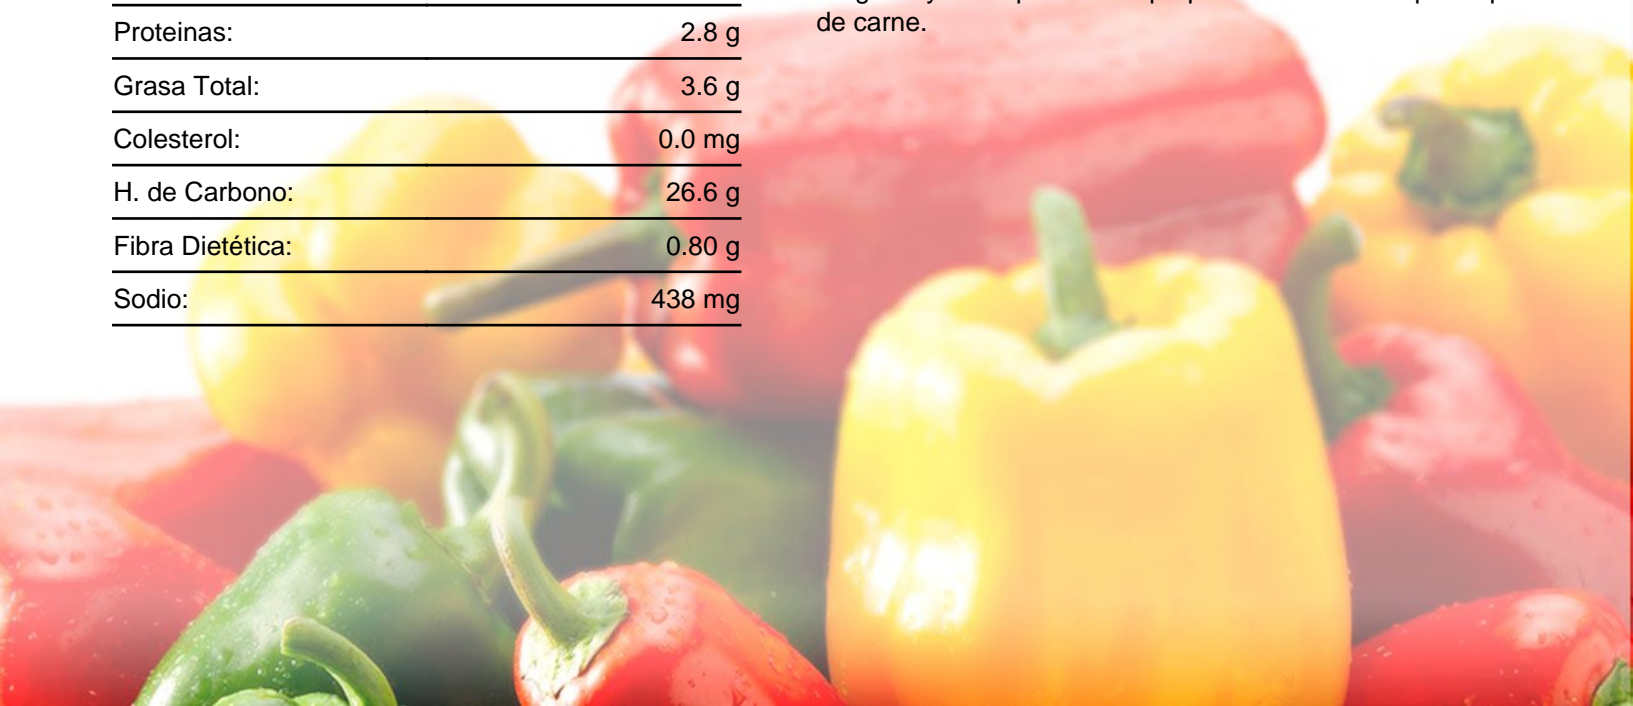 Proteinas: 2.8 g
Grasa Total: 3.6 g
Colesterol: 0.0 mg
H. de Carbono: 26.6 g
Fibra Dietética: 0.80 g
Sodio: 438 mg
de carne.